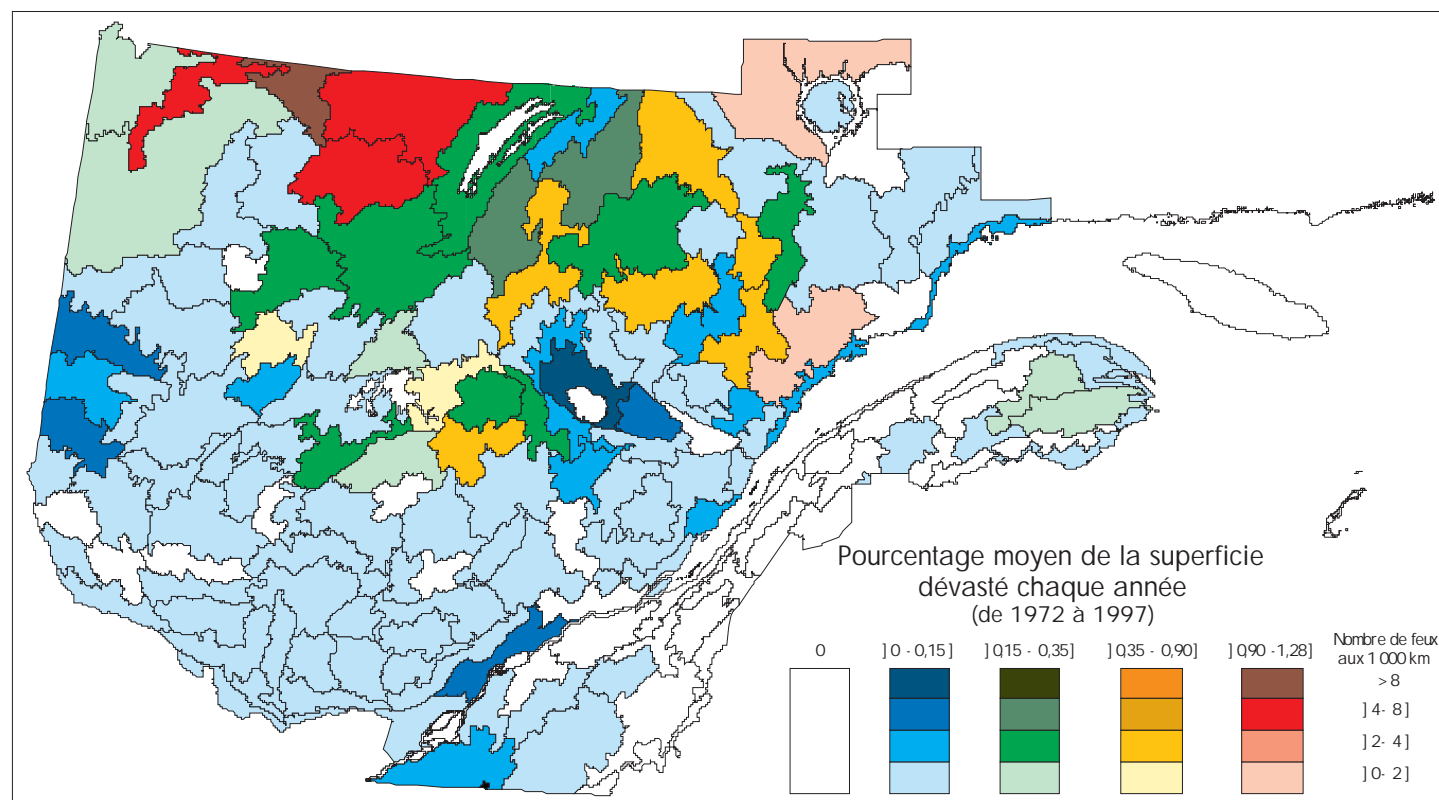 Pourcentage moyen de la superficie
dévasté chaque année
(de 1972 à 1997)
0 ]0 - 0,15] ]0,15 - 0,35] ]0,35 - 0,90] ]0,90 - 1,28] Nombre de feux
aux 1 000 km
>8
]4- 8]
]2- 4]
]0- 2]